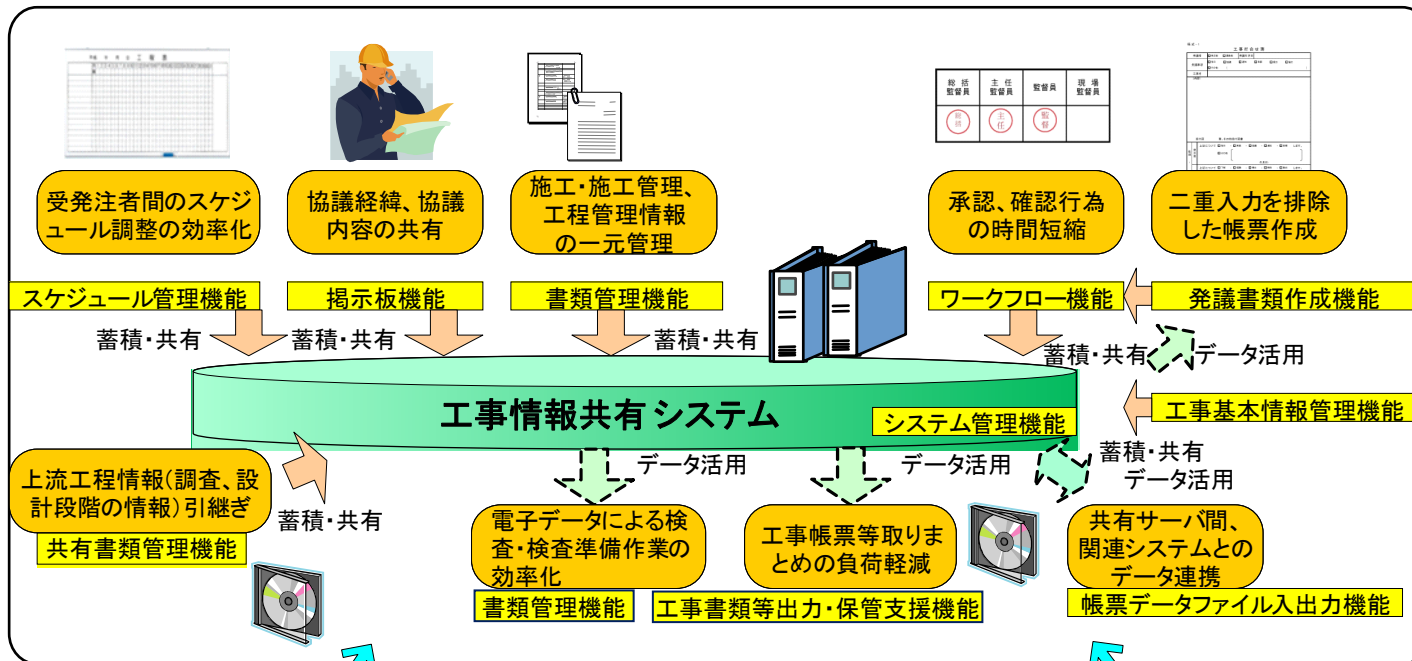 工程表
総括
監督員
主任
監督員
監督員
現場
監督員
総括
主任
監督
受発注者間のスケジ
ュール調整の効率化
協議経緯、協議
内容の共有
施工・施工管理、
工程管理情報
の一元管理
承認、確認行為
の時間短縮
二重入力を排除
した帳票作成
スケジュール管理機能
掲示板機能
書類管理機能
ワークフロー機能
発議書類作成機能
蓄積・共有
蓄積・共有
蓄積・共有
蓄積・共有
データ活用
工事情報共有システム
システム管理機能
工事基本情報管理機能
蓄積・共有
データ活用
上流工程情報(調査、設
計段階の情報)引継ぎ
共有書類管理機能
蓄積・共有
データ活用
データ活用
電子データによる検
査・検査準備作業の
効率化
書類管理機能
工事帳票等取りま
とめの負荷軽減
工事書類等出力・保管支援機能
共有サーバ間、
関連システムとの
データ連携
帳票データファイル入出力機能